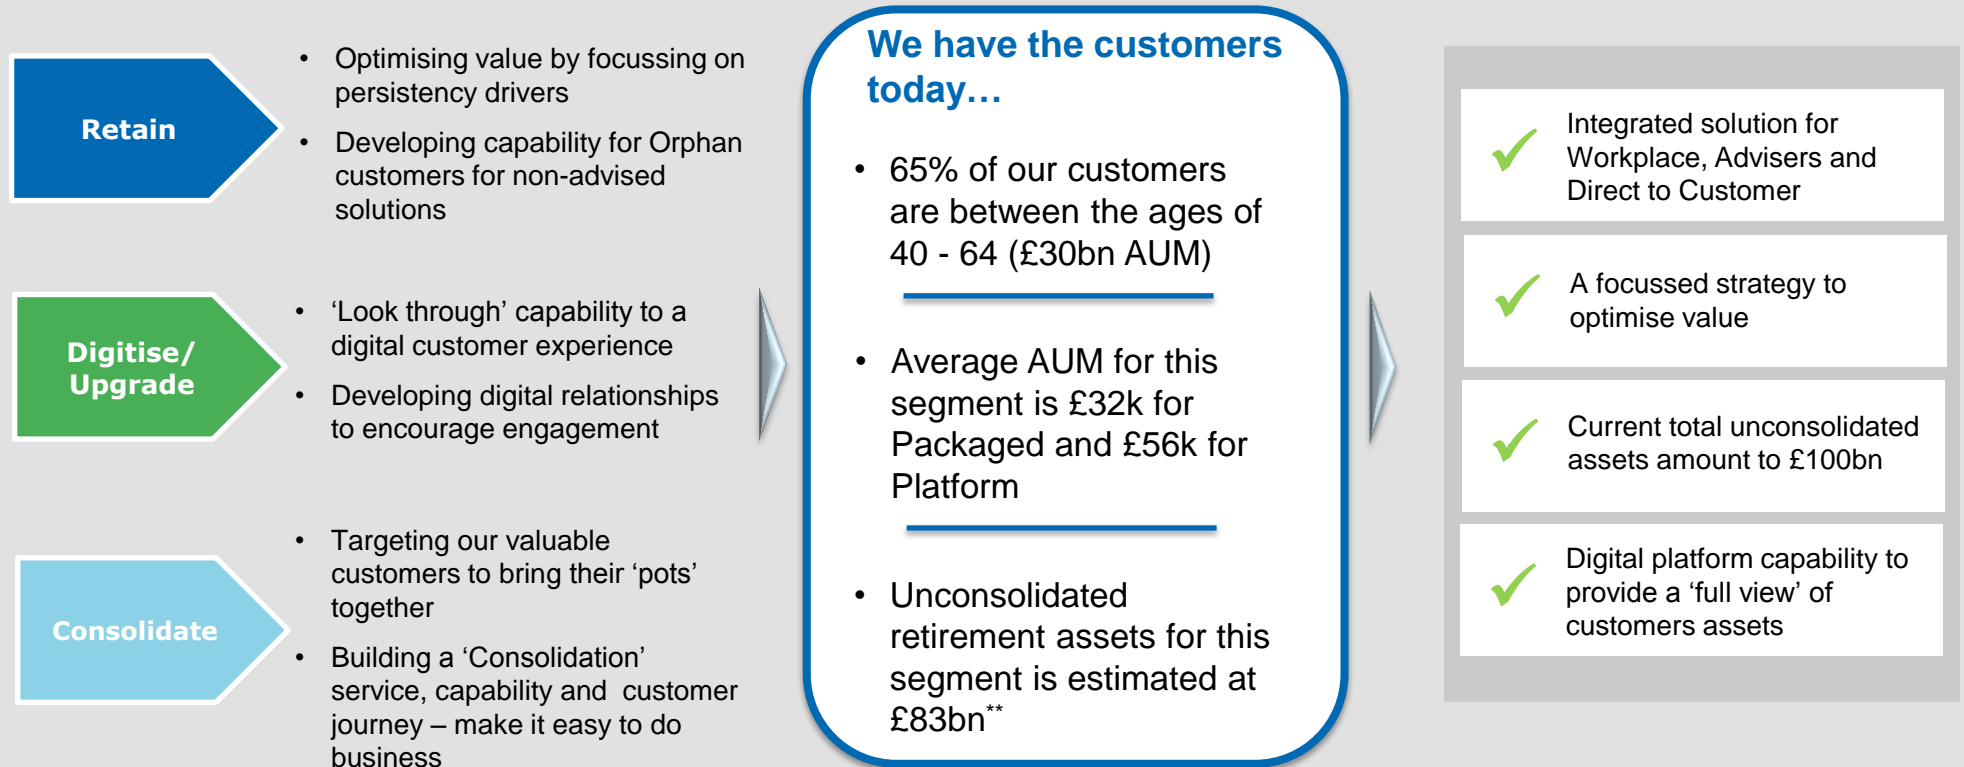 Retain
• Optimising value by focussing on
persistency drivers
• Developing capability for Orphan
customers for non-advised
solutions
Digitise/
Upgrade
• ‘Look through’ capability to a
digital customer experience
• Developing digital relationships
to encourage engagement
Consolidate
• Targeting our valuable
customers to bring their ‘pots’
together
• Building a ‘Consolidation’
service, capability and customer
journey – make it easy to do
business
We have the customers
today…
• 65% of our customers
are between the ages of
40 - 64 (£30bn AUM)
• Average AUM for this
segment is £32k for
Packaged and £56k for
Platform
• Unconsolidated
retirement assets for this
segment is estimated at
£83bn**
Integrated solution for
Workplace, Advisers and
Direct to Customer
A focussed strategy to
optimise value
Current total unconsolidated
assets amount to £100bn
Digital platform capability to
provide a ‘full view’ of
customers assets